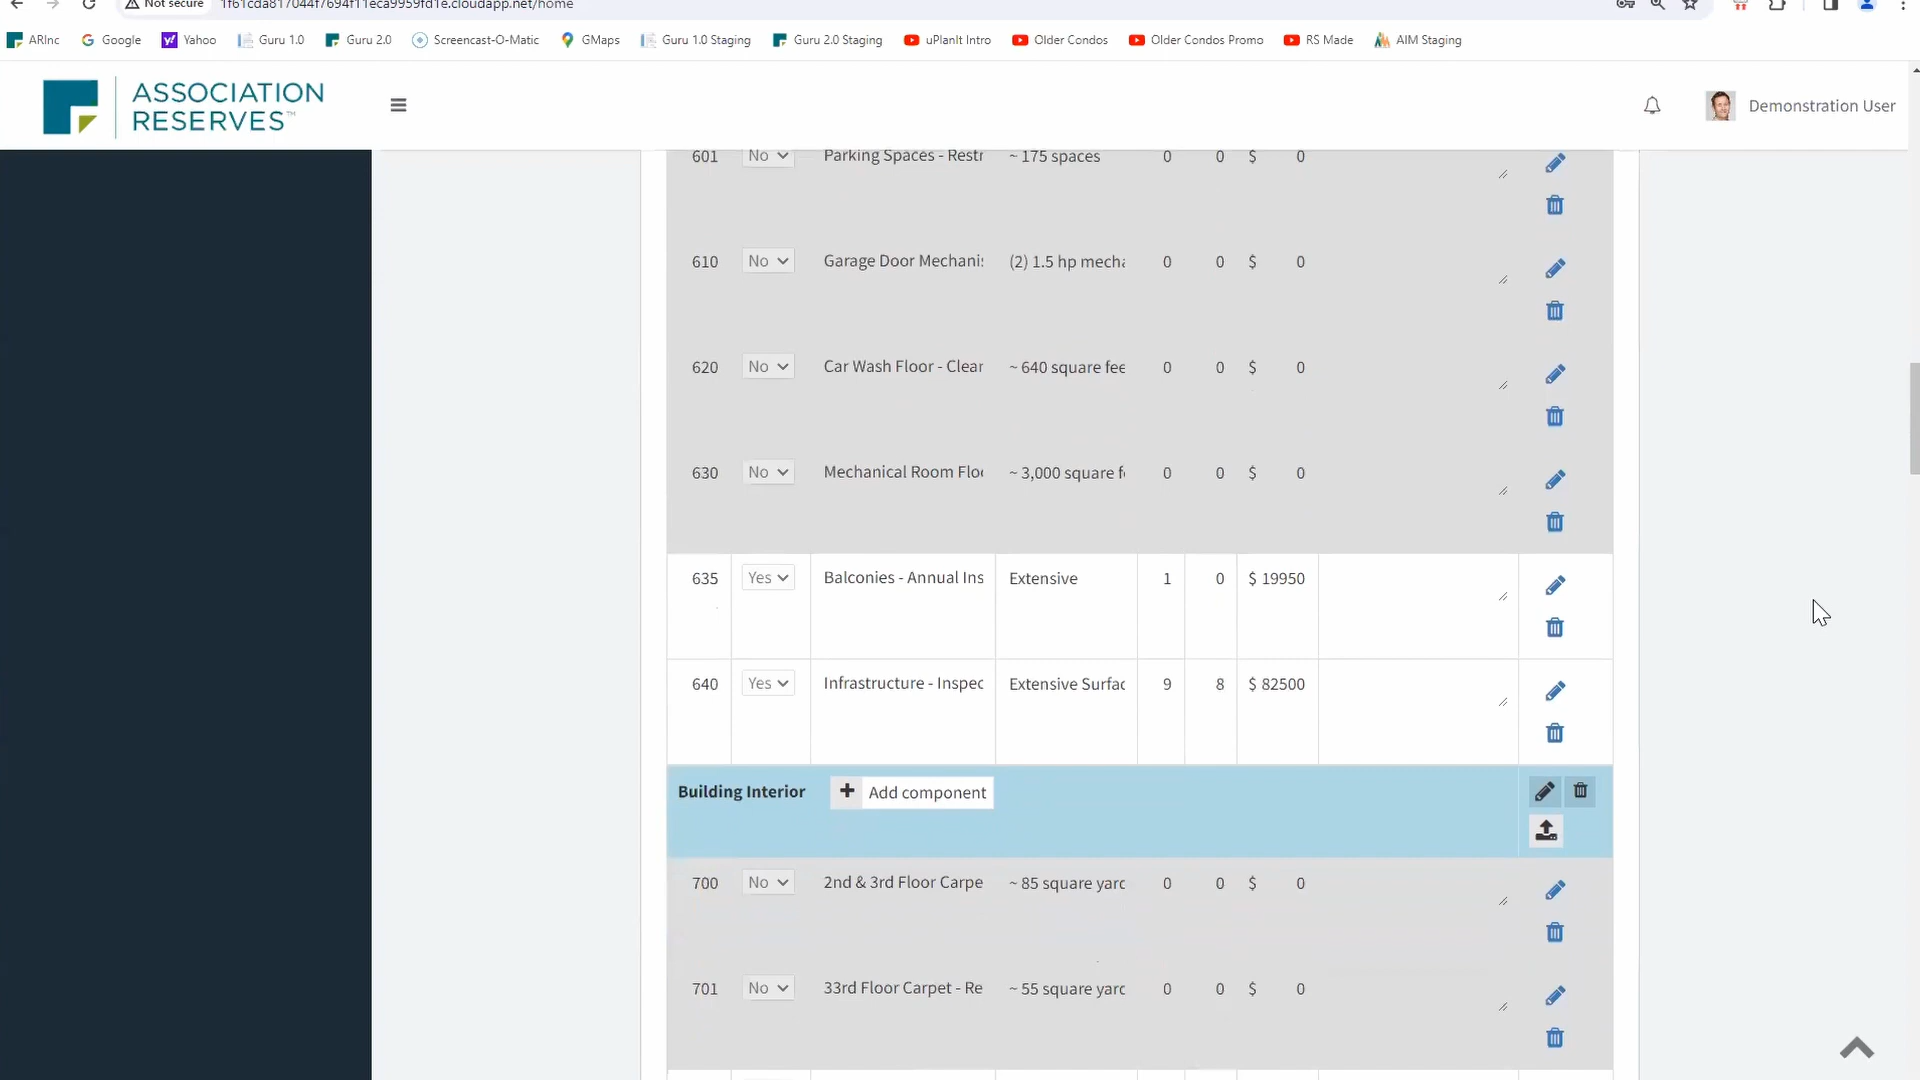 Not secure 1f61cda817044f7694f11eca9959fd1e.cloudapp.net/home
ARInc Google Yahoo Guru 1.0 Guru 2.0 Screencast-O-Matic GMaps Guru 1.0 Staging Guru 2.0 Staging uPlanIt Intro Older Condos Older Condos Promo RS Made AIM Staging
ASSOCIATION
RESERVES™
Demonstration User
601 No Parking Spaces - Restr ~ 175 spaces 0 0 $ 0
610 No Garage Door Mechanis (2) 1.5 hp mecha 0 0 $ 0
620 No Car Wash Floor - Clear ~ 640 square fee 0 0 $ 0
630 No Mechanical Room Floo ~ 3,000 square f 0 0 $ 0
635 Yes Balconies - Annual Ins Extensive 1 0 $ 19950
640 Yes Infrastructure - Inspec Extensive Surfac 9 8 $ 82500
Building Interior Add component
700 No 2nd & 3rd Floor Carpe ~ 85 square yard 0 0 $ 0
701 No 33rd Floor Carpet - Re ~ 55 square yard 0 0 $ 0